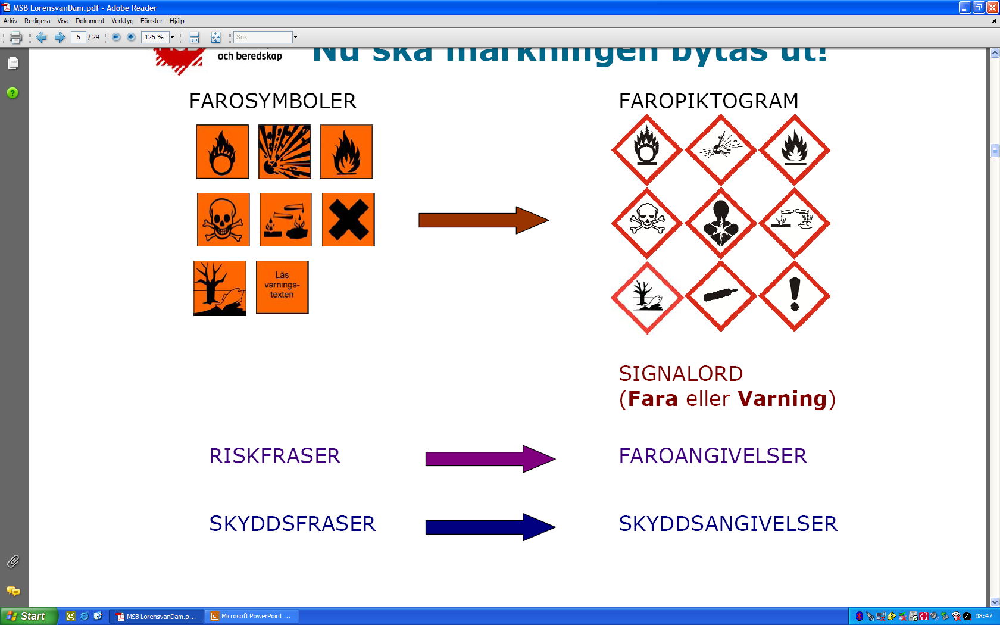 MSB LorensvanDam.pdf - Adobe Reader
Arkiv Redigera Visa Dokument Verktyg Fönster Hjälp
5 / 29 125 % Sök
och beredskap
Nu ska märkningen bytas ut!
FAROSYMBOLER
FAROPIKTOGRAM
Läs
varnings-
texten
SIGNALORD
(Fara eller Varning)
RISKFRASER
FAROANGIVELSER
SKYDDSFRASER
SKYDDSANGIVELSER
Start MSB LorensvanDam.p... Microsoft PowerPoint ... 08:47